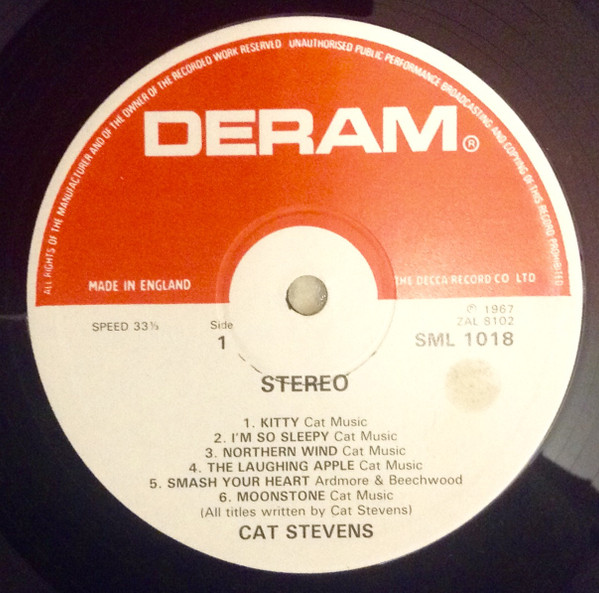 ALL RIGHTS OF THE MANUFACTURER AND OF THE OWNER OF THE RECORDED WORK RESERVED UNAUTHORISED PUBLIC PERFORMANCE BROADCASTING AND COPYING OF THIS RECORD PROHIBITED
DERAM®
MADE IN ENGLAND
THE DECCA RECORD CO LTD
SPEED 33⅓
Side
1
℗ 1967
ZAL 8102
SML 1018
STEREO
1. KITTY Cat Music
2. I'M SO SLEEPY Cat Music
3. NORTHERN WIND Cat Music
4. THE LAUGHING APPLE Cat Music
5. SMASH YOUR HEART Ardmore & Beechwood
6. MOONSTONE Cat Music
(All titles written by Cat Stevens)
CAT STEVENS